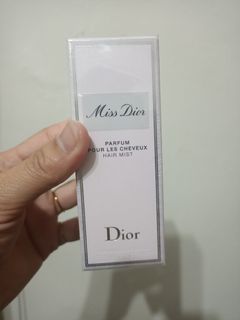 Miss Dior
PARFUM
POUR LES CHEVEUX
HAIR MIST
Dior